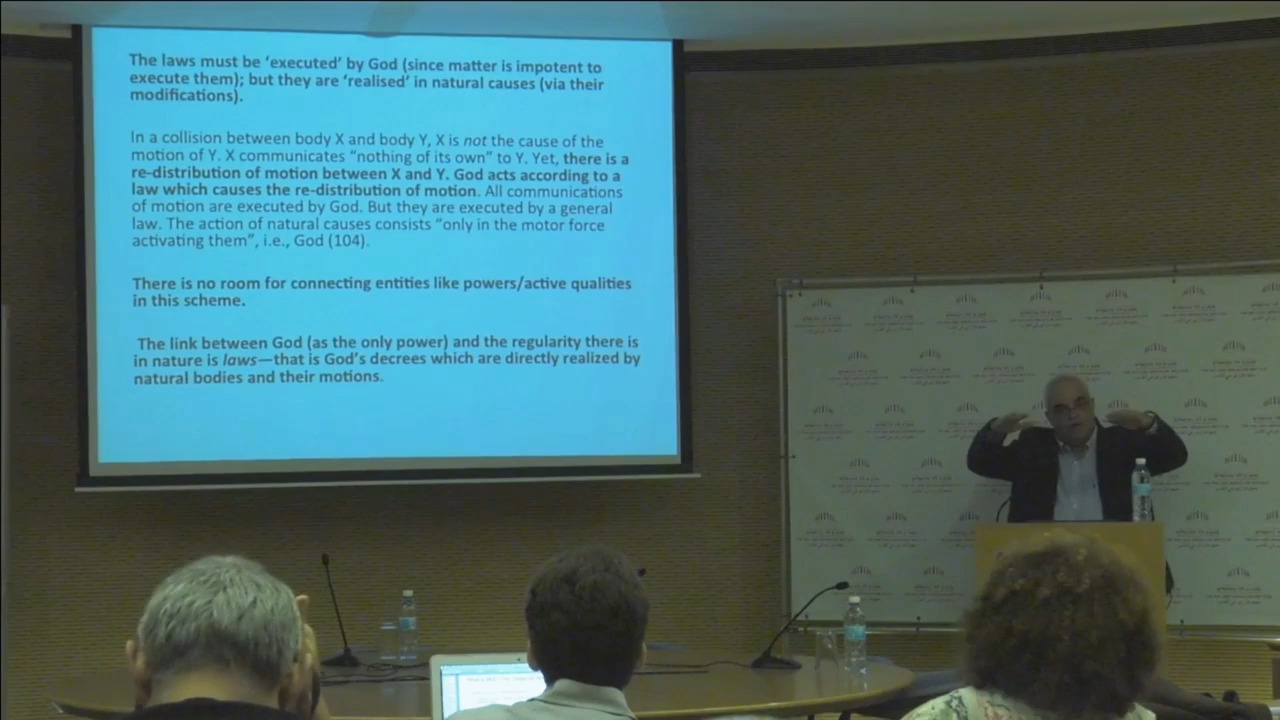 The laws must be ‘executed’ by God (since matter is impotent to
execute them); but they are ‘realised’ in natural causes (via their
modifications).
In a collision between body X and body Y, X is not the cause of the
motion of Y. X communicates “nothing of its own” to Y. Yet, there is a
re-distribution of motion between X and Y. God acts according to a
law which causes the re-distribution of motion. All communications
of motion are executed by God. But they are executed by a general
law. The action of natural causes consists “only in the motor force
activating them”, i.e., God (104).
There is no room for connecting entities like powers/active qualities
in this scheme.
The link between God (as the only power) and the regularity there is
in nature is laws—that is God’s decrees which are directly realized by
natural bodies and their motions.